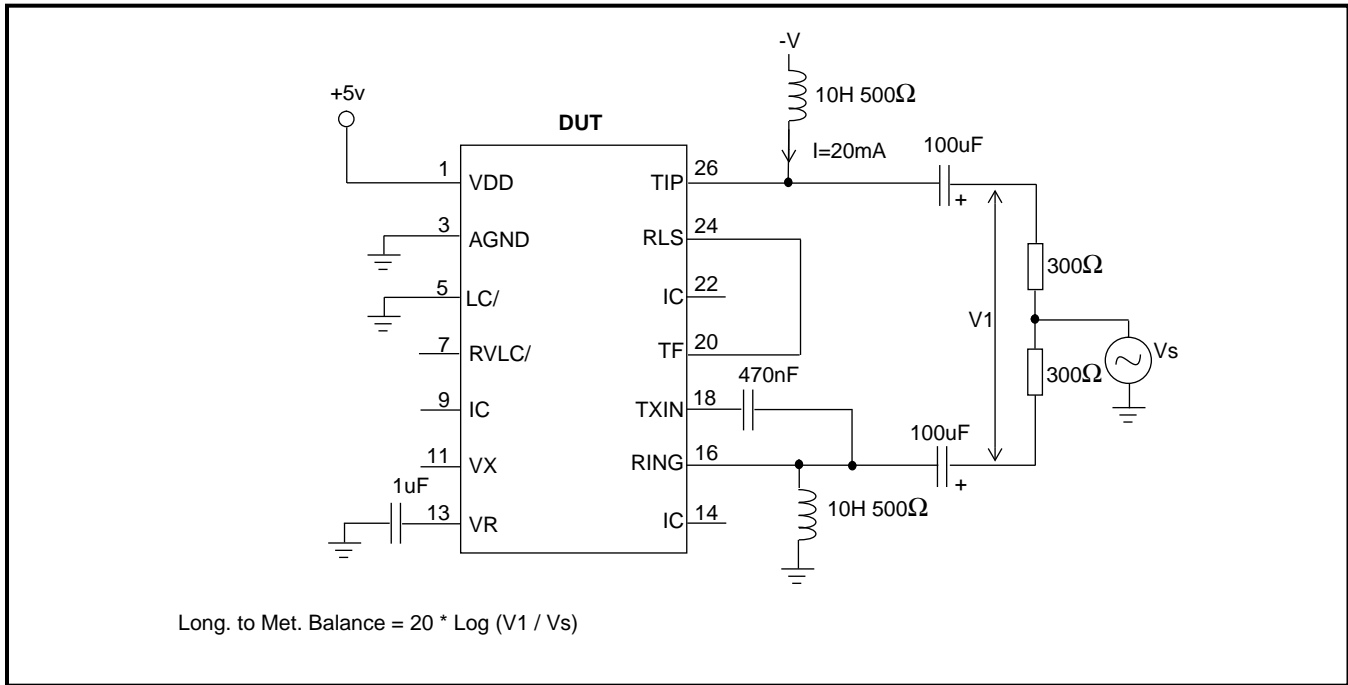 -V
10H 500Ω
+5v
DUT
I=20mA
100uF
1 VDD
TIP 26
3 AGND
RLS 24
300Ω
5 LC/
IC 22
V1
7 RVLC/
TF 20
Vs
470nF
300Ω
9 IC
TXIN 18
100uF
11 VX
RING 16
1uF
10H 500Ω
13 VR
IC 14
+
+
Long. to Met. Balance = 20 * Log (V1 / Vs)